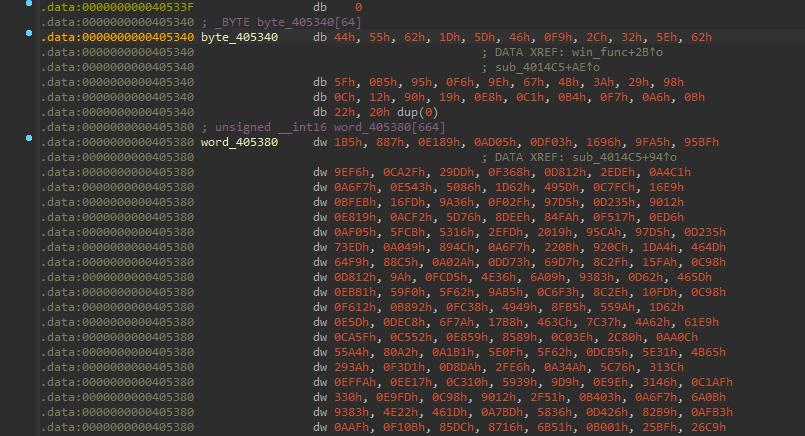 .data:000000000040533F                 db    0
.data:0000000000405340 ; _BYTE byte_405340[64]
.data:0000000000405340 byte_405340     db 44h, 55h, 62h, 1Dh, 5Dh, 46h, 0F9h, 2Ch, 32h, 5Eh, 62h
.data:0000000000405340                                         ; DATA XREF: win_func+2B↑o
.data:0000000000405340                                         ; sub_4014C5+AE↑o
.data:0000000000405340                 db 5Fh, 0B5h, 95h, 0F6h, 9Eh, 67h, 4Bh, 3Ah, 29h, 98h
.data:0000000000405340                 db 0Ch, 12h, 90h, 19h, 0E8h, 0C1h, 0B4h, 0F7h, 0A6h, 0Bh
.data:0000000000405340                 db 22h, 20h dup(0)
.data:0000000000405380 ; unsigned __int16 word_405380[664]
.data:0000000000405380 word_405380     dw 1B5h, 887h, 0E189h, 0AD05h, 0DF03h, 1696h, 9FA5h, 95BFh
.data:0000000000405380                                         ; DATA XREF: sub_4014C5+94↑o
.data:0000000000405380                 dw 9EF6h, 0CA2Fh, 29DDh, 0F368h, 0D812h, 2EDEh, 0A4C1h
.data:0000000000405380                 dw 0A6F7h, 0E543h, 5086h, 1D62h, 495Dh, 0C7FCh, 16E9h
.data:0000000000405380                 dw 0BFEBh, 16FDh, 9A36h, 0F02Fh, 97D5h, 0D235h, 9012h
.data:0000000000405380                 dw 0E819h, 0ACF2h, 5D76h, 8DEEh, 84FAh, 0F517h, 0ED6h
.data:0000000000405380                 dw 0AF05h, 5FCBh, 5316h, 2EFDh, 2019h, 95CAh, 97D5h, 0D235h
.data:0000000000405380                 dw 73EDh, 0A049h, 894Ch, 0A6F7h, 220Bh, 920Ch, 1DA4h, 464Dh
.data:0000000000405380                 dw 64F9h, 88C5h, 0A02Ah, 0DD73h, 69D7h, 8C2Fh, 15FAh, 0C98h
.data:0000000000405380                 dw 0D812h, 9Ah, 0FCD5h, 4E36h, 6A09h, 9383h, 0D62h, 465Dh
.data:0000000000405380                 dw 0EBB1h, 59F0h, 5F62h, 9AB5h, 0C6F3h, 8C2Eh, 10FDh, 0C98h
.data:0000000000405380                 dw 0F612h, 0B892h, 0FC38h, 4949h, 8FB5h, 559Ah, 1D62h
.data:0000000000405380                 dw 0E5Dh, 0DEC8h, 6F7Ah, 17B8h, 463Ch, 7C37h, 4A62h, 61E9h
.data:0000000000405380                 dw 0CA5Fh, 0C552h, 0E859h, 8589h, 0C03Eh, 2C80h, 0AA0Ch
.data:0000000000405380                 dw 55A4h, 80A2h, 0A1B1h, 5E0Fh, 5F62h, 0DCB5h, 5E31h, 4B65h
.data:0000000000405380                 dw 293Ah, 0F3D1h, 0D8DAh, 2FE6h, 0A34Ah, 5C76h, 313Ch
.data:0000000000405380                 dw 0EFFAh, 0EE17h, 0C310h, 5939h, 9D9h, 0E9Eh, 3146h, 0C1AFh
.data:0000000000405380                 dw 330h, 0E9FDh, 0C98h, 9012h, 2F51h, 0B403h, 0A6F7h, 6A0Bh
.data:0000000000405380                 dw 9383h, 4E22h, 461Dh, 0A7BDh, 5836h, 0D426h, 82B9h, 0AFB3h
.data:0000000000405380                 dw 0AAFh, 0F10Bh, 85DCh, 8716h, 6B51h, 0B001h, 25BFh, 26C9h